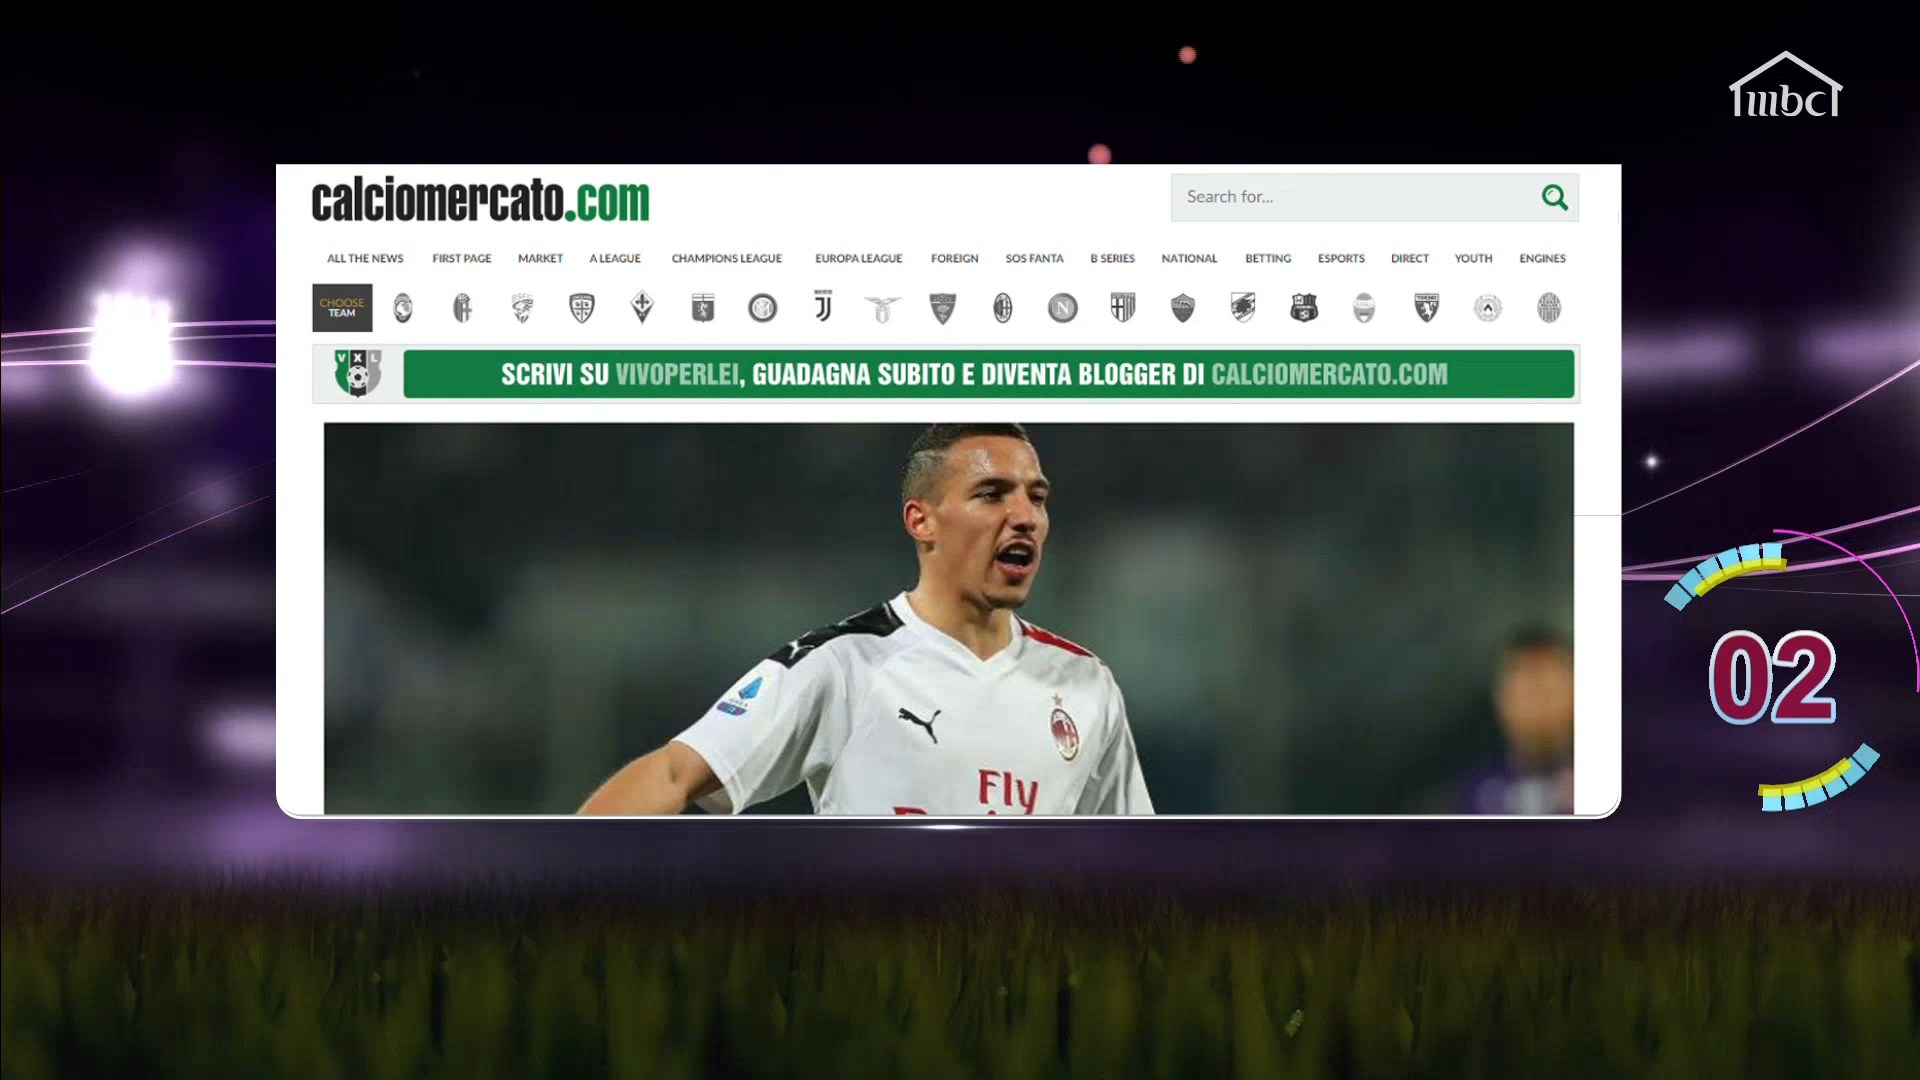 mbc
calciomercato.com
Search for...
ALL THE NEWS FIRST PAGE MARKET A LEAGUE CHAMPIONS LEAGUE EUROPA LEAGUE FOREIGN SOS FANTA B SERIES NATIONAL BETTING ESPORTS DIRECT YOUTH ENGINES
CHOOSE
TEAM
V X L
SCRIVI SU VIVOPERLEI, GUADAGNA SUBITO E DIVENTA BLOGGER DI CALCIOMERCATO.COM
Fly
02